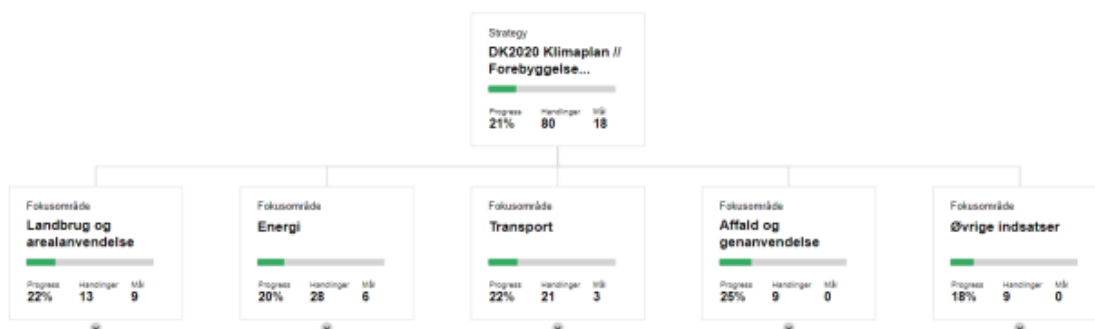 Strategy
DK2020 Klimaplan //
Forebyggelse...
Progress Handlinger Mål
21% 80 18
Fokusområde
Landbrug og
arealanvendelse
Progress Handlinger Mål
22% 13 9
Fokusområde
Energi
Progress Handlinger Mål
20% 28 6
Fokusområde
Transport
Progress Handlinger Mål
22% 21 3
Fokusområde
Affald og
genanvendelse
Progress Handlinger Mål
25% 9 0
Fokusområde
Øvrige indsatser
Progress Handlinger Mål
18% 9 0